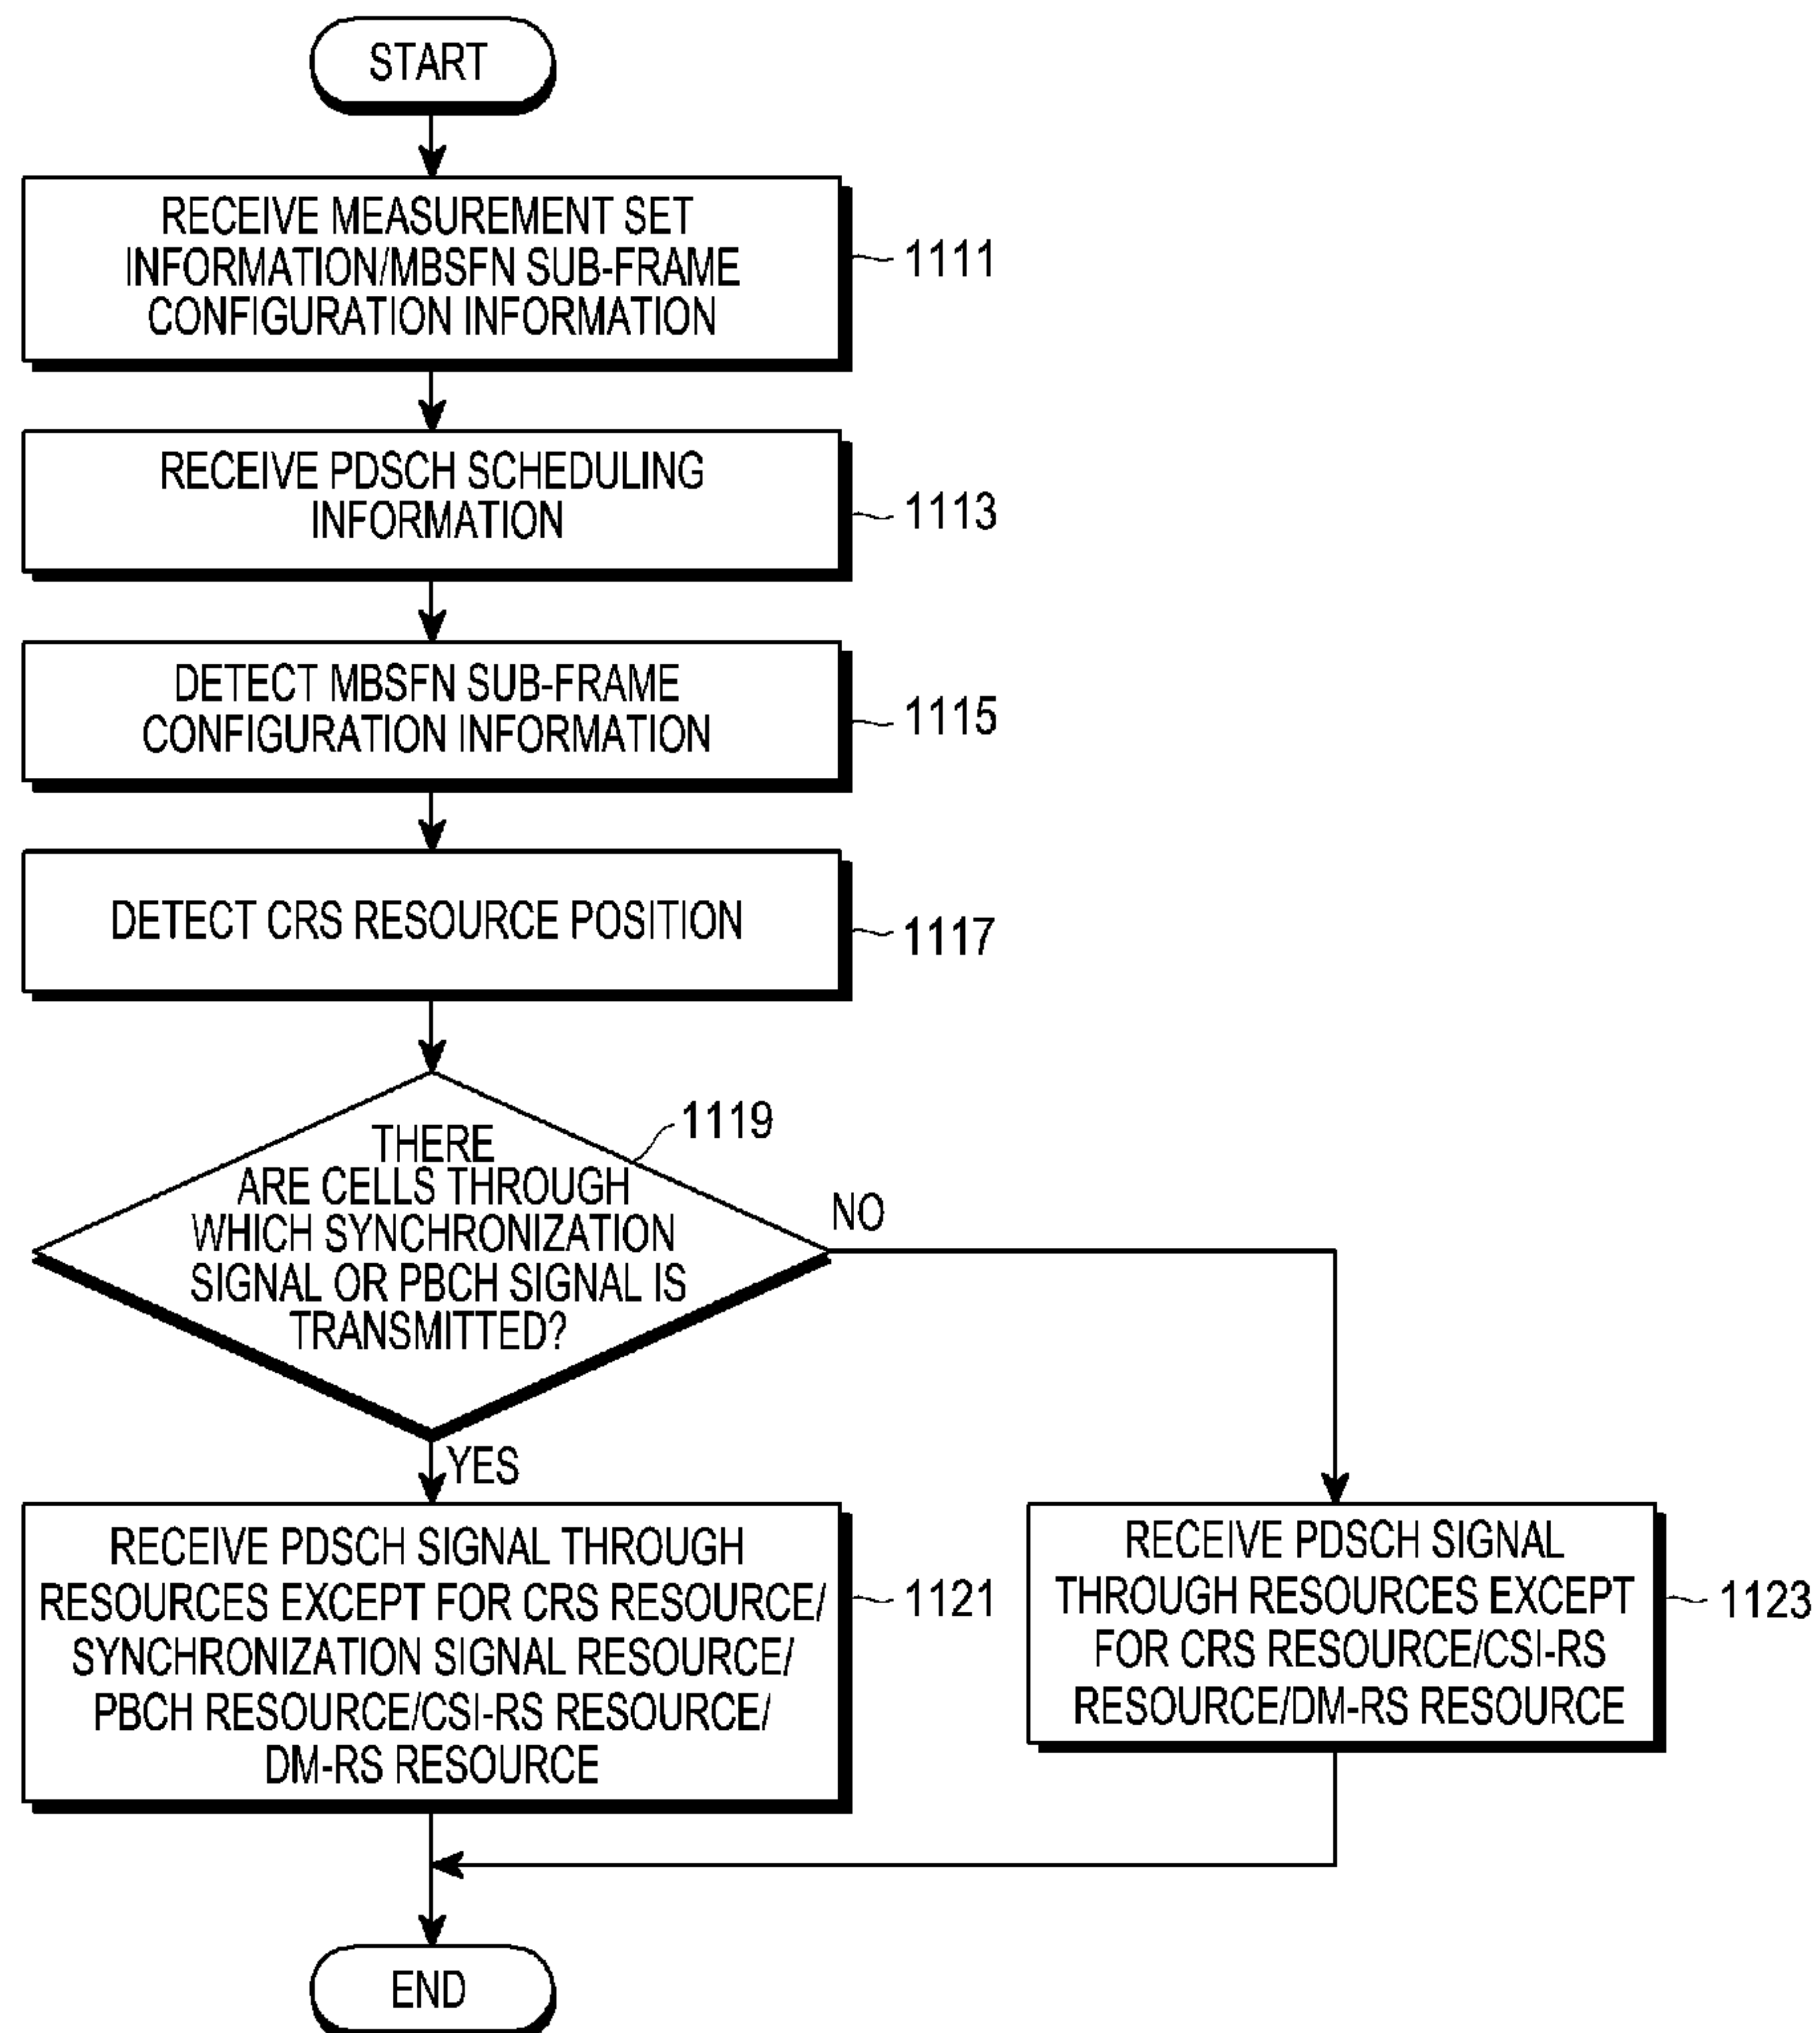 START
RECEIVE MEASUREMENT SET
INFORMATION/MBSFN SUB-FRAME
CONFIGURATION INFORMATION
1111
RECEIVE PDSCH SCHEDULING
INFORMATION
1113
DETECT MBSFN SUB-FRAME
CONFIGURATION INFORMATION
1115
DETECT CRS RESOURCE POSITION
1117
1119
THERE
ARE CELLS THROUGH
WHICH SYNCHRONIZATION
SIGNAL OR PBCH SIGNAL IS
TRANSMITTED?
NO
YES
RECEIVE PDSCH SIGNAL THROUGH
RESOURCES EXCEPT FOR CRS RESOURCE/
SYNCHRONIZATION SIGNAL RESOURCE/
PBCH RESOURCE/CSI-RS RESOURCE/
DM-RS RESOURCE
1121
RECEIVE PDSCH SIGNAL
THROUGH RESOURCES EXCEPT
FOR CRS RESOURCE/CSI-RS
RESOURCE/DM-RS RESOURCE
1123
END